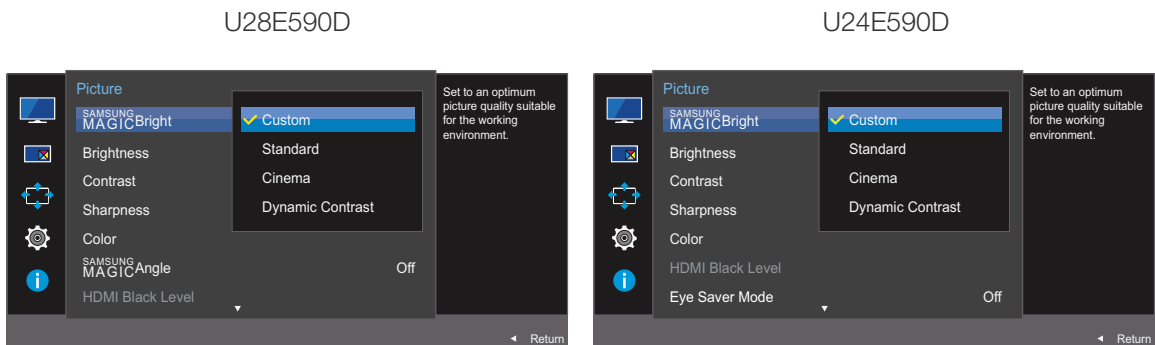 U28E590D
Picture
SAMSUNG
MAGICBright
Brightness
Contrast
Sharpness
Color
SAMSUNG
MAGICAngle Off
HDMI Black Level
Custom
Standard
Cinema
Dynamic Contrast
Set to an optimum
picture quality suitable
for the working
environment.
Return
U24E590D
Picture
SAMSUNG
MAGICBright
Brightness
Contrast
Sharpness
Color
HDMI Black Level
Eye Saver Mode Off
Custom
Standard
Cinema
Dynamic Contrast
Set to an optimum
picture quality suitable
for the working
environment.
Return